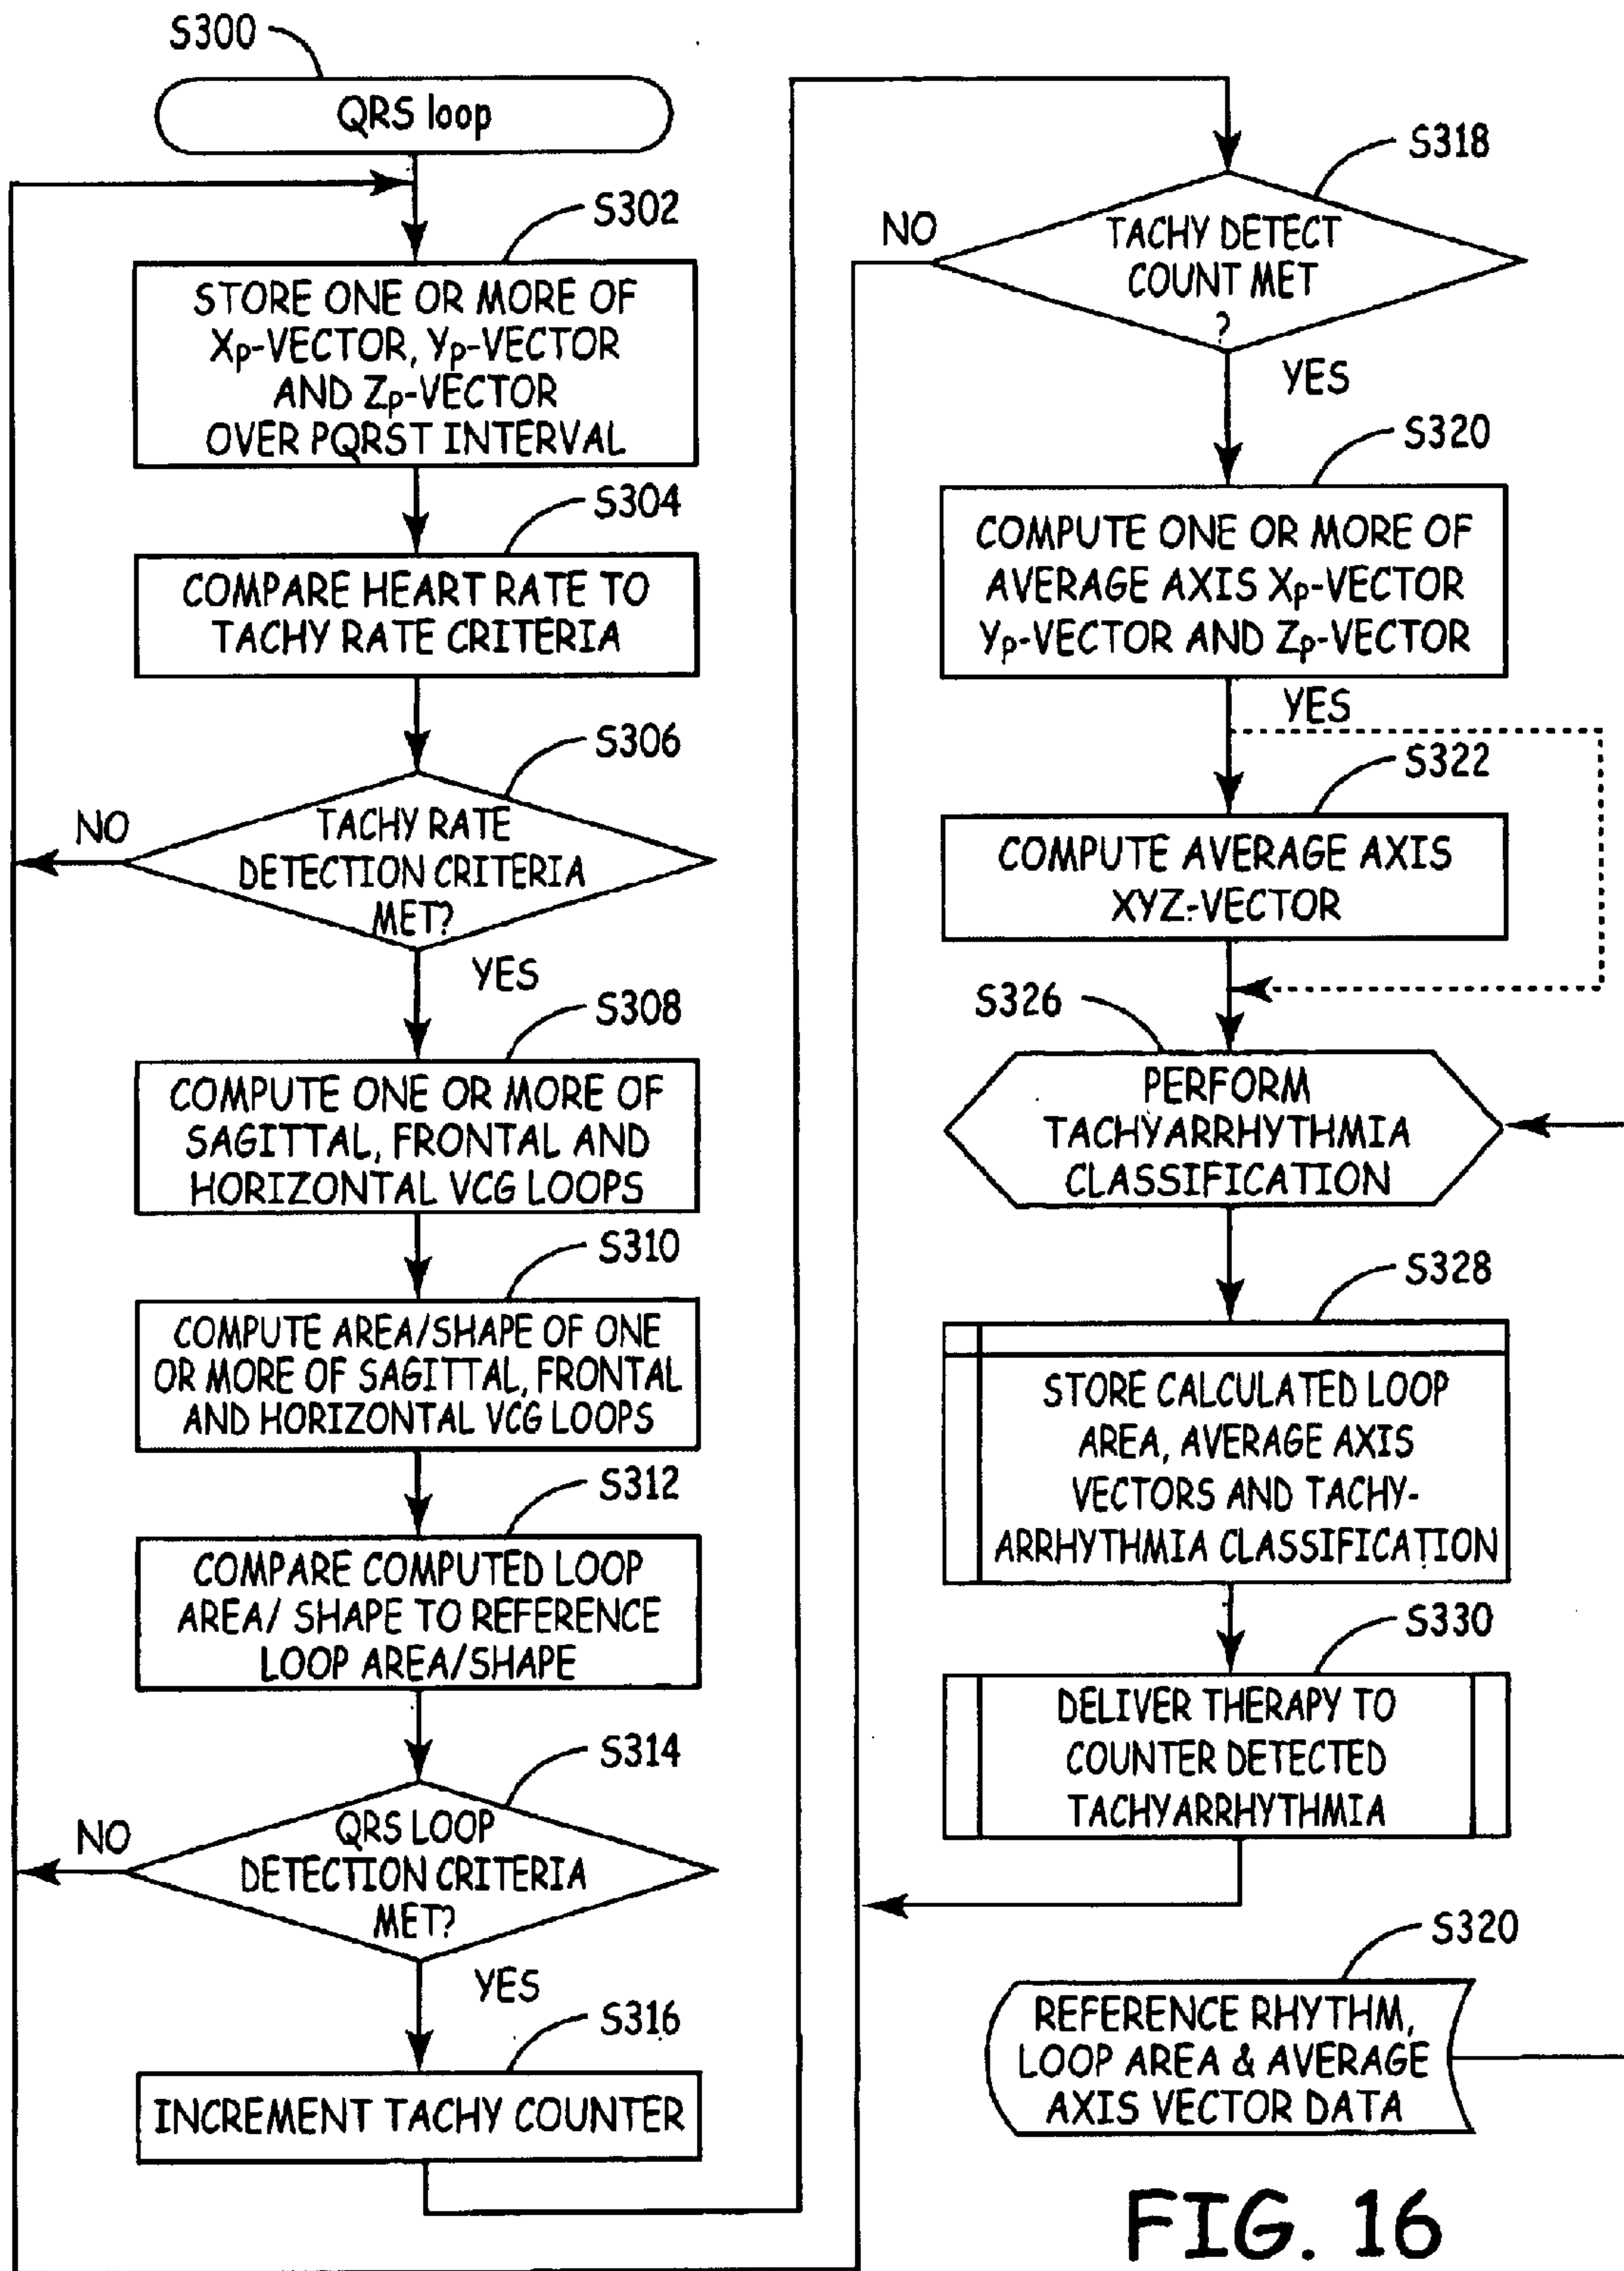 S300
QRS loop
S302
STORE ONE OR MORE OF
Xp-VECTOR, Yp-VECTOR
AND Zp-VECTOR
OVER PQRST INTERVAL
S304
COMPARE HEART RATE TO
TACHY RATE CRITERIA
S306
NO
TACHY RATE
DETECTION CRITERIA
MET?
YES
S308
COMPUTE ONE OR MORE OF
SAGITTAL, FRONTAL AND
HORIZONTAL VCG LOOPS
S310
COMPUTE AREA/SHAPE OF ONE
OR MORE OF SAGITTAL, FRONTAL
AND HORIZONTAL VCG LOOPS
S312
COMPARE COMPUTED LOOP
AREA/ SHAPE TO REFERENCE
LOOP AREA/SHAPE
S314
NO
QRS LOOP
DETECTION CRITERIA
MET?
YES
S316
INCREMENT TACHY COUNTER
S318
NO
TACHY DETECT
COUNT MET
?
YES
S320
COMPUTE ONE OR MORE OF
AVERAGE AXIS Xp-VECTOR
Yp-VECTOR AND Zp-VECTOR
YES
S322
COMPUTE AVERAGE AXIS
XYZ-VECTOR
S326
PERFORM
TACHYARRHYTHMIA
CLASSIFICATION
S328
STORE CALCULATED LOOP
AREA, AVERAGE AXIS
VECTORS AND TACHY-
ARRHYTHMIA CLASSIFICATION
S330
DELIVER THERAPY TO
COUNTER DETECTED
TACHYARRHYTHMIA
S320
REFERENCE RHYTHM,
LOOP AREA & AVERAGE
AXIS VECTOR DATA
FIG. 16